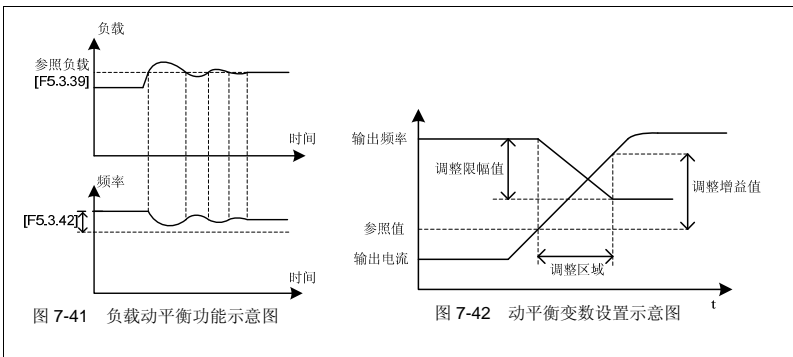 负载
参照负载
[F5.3.39]
时间
频率
[F5.3.42]
时间
图 7-41 负载动平衡功能示意图
输出频率
调整限幅值
调整增益值
参照值
输出电流
调整区域
t
图 7-42 动平衡变数设置示意图